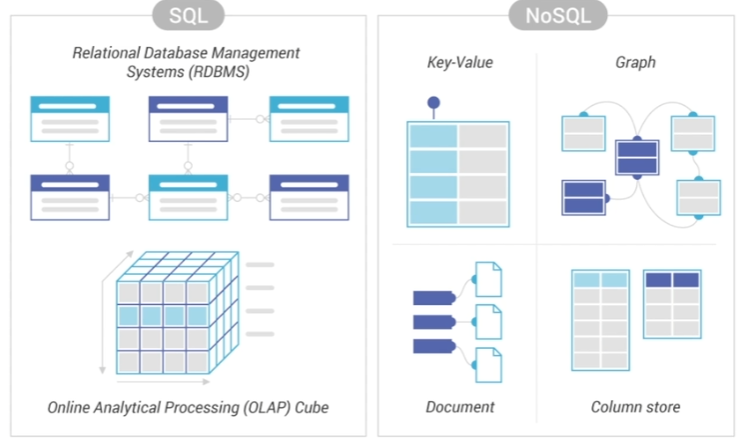 SQL
Relational Database Management
Systems (RDBMS)
Online Analytical Processing (OLAP) Cube
NoSQL
Key-Value
Graph
Document
Column store